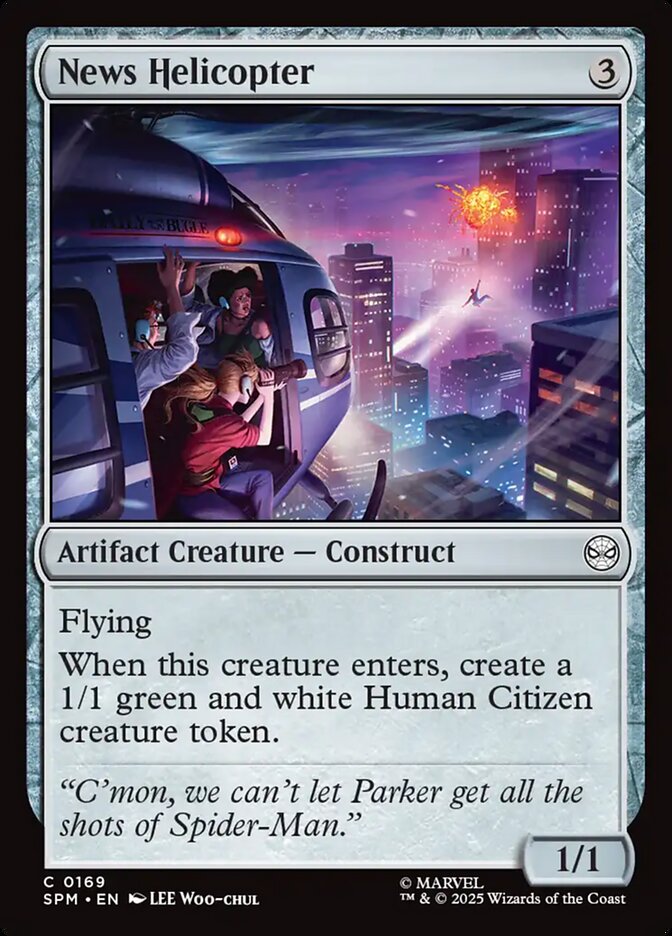 News Helicopter
3
DAILY BUGLE
Artifact Creature — Construct
Flying
When this creature enters, create a
1/1 green and white Human Citizen
creature token.
“C’mon, we can’t let Parker get all the
shots of Spider-Man.”
1/1
C 0169
SPM • EN LEE WOO-CHUL
© MARVEL
™ & © 2025 Wizards of the Coast